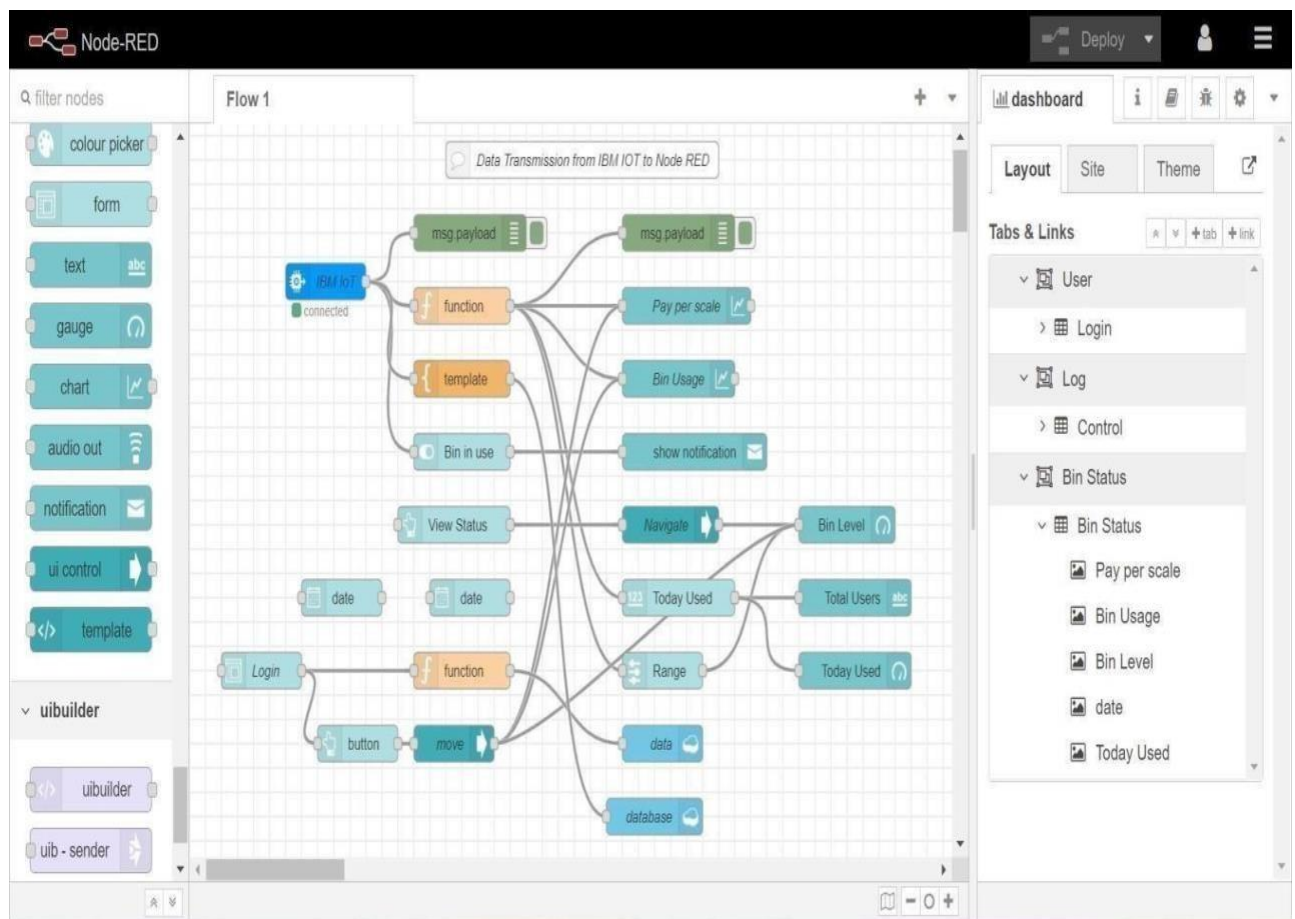 Node-RED
Deploy
filter nodes
colour picker
form
text
abc
gauge
chart
audio out
notification
ui control
</> template
uibuilder
</> uibuilder
uib - sender
Flow 1
Data Transmission from IBM IOT to Node RED
msg.payload
msg.payload
IBM IoT
connected
function
Pay per scale
template
Bin Usage
Bin in use
show notification
View Status
Navigate
Bin Level
date
date
123 Today Used
Total Users abc
Login
function
Range
Today Used
button
move
data
database
dashboard
i
Layout
Site
Theme
Tabs & Links
+ tab
+ link
User
Login
Log
Control
Bin Status
Bin Status
Pay per scale
Bin Usage
Bin Level
date
Today Used